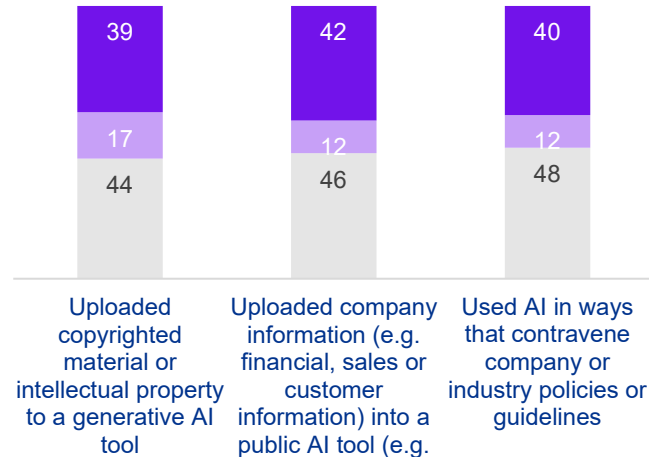 39
42
40
17
12
12
44
46
48
Uploaded
copyrighted
material or
intellectual property
to a generative AI
tool
Uploaded company
information (e.g.
financial, sales or
customer
information) into a
public AI tool (e.g.
Used AI in ways
that contravene
company or
industry policies or
guidelines